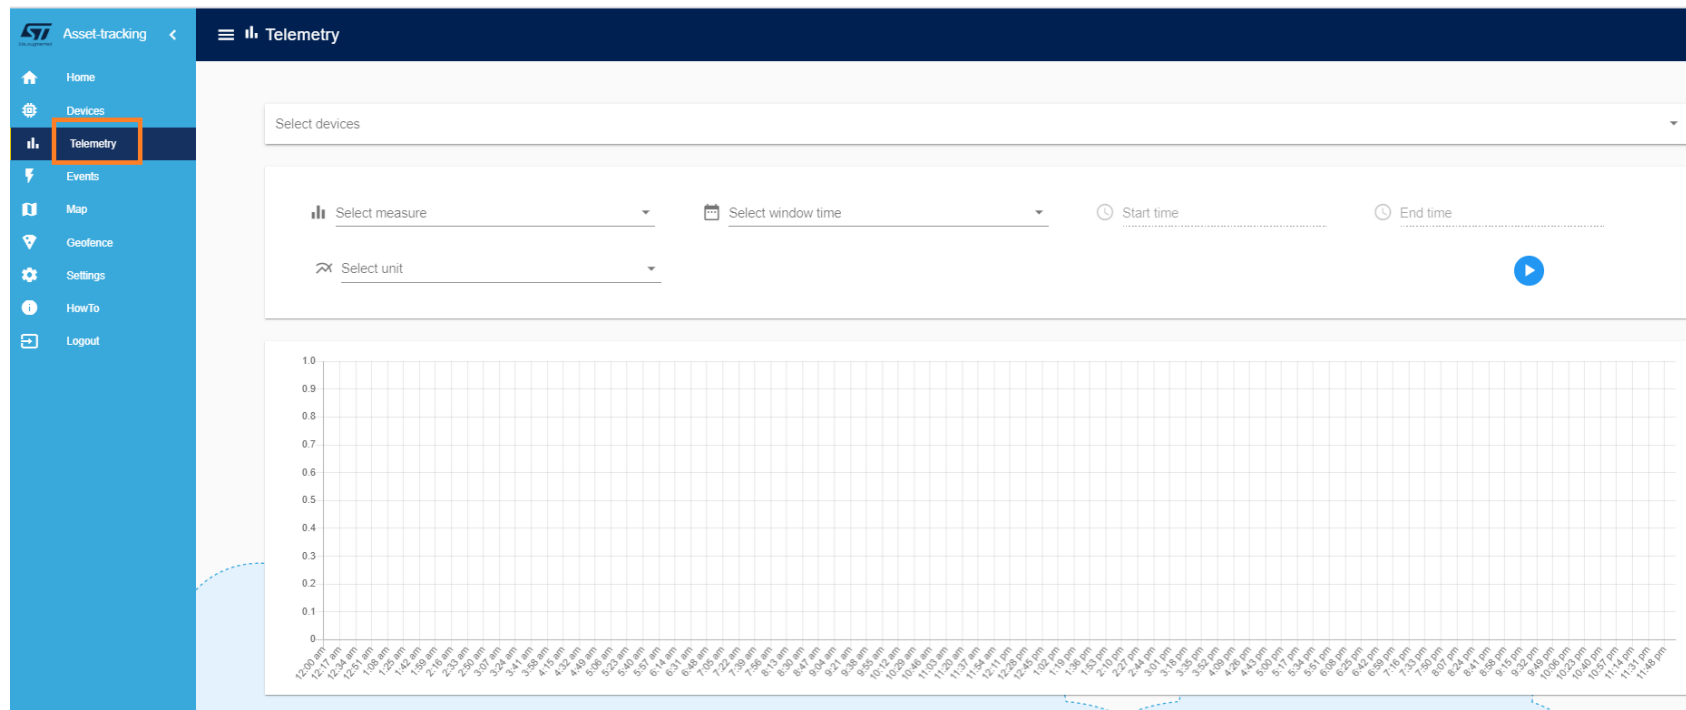 Asset-tracking
Telemetry
Home
Devices
Telemetry
Events
Map
Geofence
Settings
HowTo
Logout
Select devices
Select measure
Select window time
Start time
End time
Select unit
1.0
0.9
0.8
0.7
0.6
0.5
0.4
0.3
0.2
0.1
0
12:00 am
12:17 am
12:34 am
12:51 am
1:08 am
1:25 am
1:42 am
1:59 am
2:16 am
2:33 am
2:50 am
3:07 am
3:24 am
3:41 am
3:58 am
4:15 am
4:32 am
4:49 am
5:06 am
5:23 am
5:40 am
5:57 am
6:14 am
6:31 am
6:48 am
7:05 am
7:22 am
7:39 am
7:56 am
8:13 am
8:30 am
8:47 am
9:04 am
9:21 am
9:38 am
9:55 am
10:12 am
10:29 am
10:46 am
11:03 am
11:20 am
11:37 am
11:54 am
12:11 pm
12:28 pm
12:45 pm
1:02 pm
1:19 pm
1:36 pm
1:53 pm
2:10 pm
2:27 pm
2:44 pm
3:01 pm
3:18 pm
3:35 pm
3:52 pm
4:09 pm
4:26 pm
4:43 pm
5:00 pm
5:17 pm
5:34 pm
5:51 pm
6:08 pm
6:25 pm
6:42 pm
6:59 pm
7:16 pm
7:33 pm
7:50 pm
8:07 pm
8:24 pm
8:41 pm
8:58 pm
9:15 pm
9:32 pm
9:49 pm
10:06 pm
10:23 pm
10:40 pm
10:57 pm
11:14 pm
11:31 pm
11:48 pm